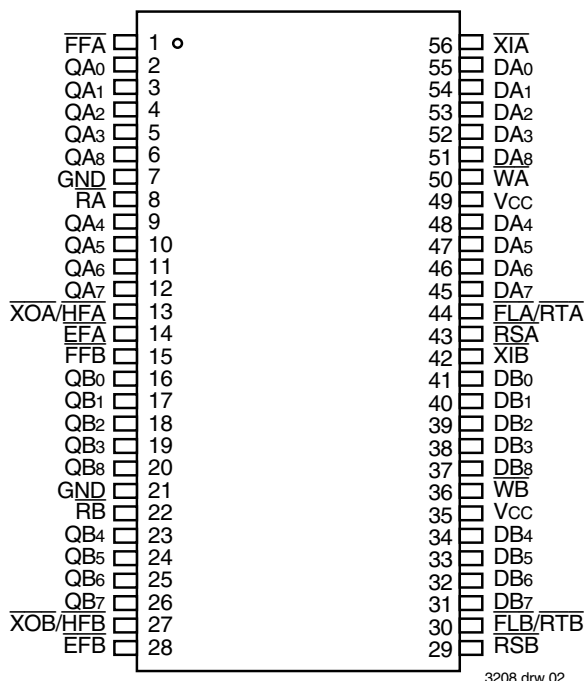 FFA 1 56 XIA
QA0 2 55 DA0
QA1 3 54 DA1
QA2 4 53 DA2
QA3 5 52 DA3
QA8 6 51 DA8
GND 7 50 WA
RA 8 49 VCC
QA4 9 48 DA4
QA5 10 47 DA5
QA6 11 46 DA6
QA7 12 45 DA7
XOA/HFA 13 44 FLA/RTA
EFA 14 43 RSA
FFB 15 42 XIB
QB0 16 41 DB0
QB1 17 40 DB1
QB2 18 39 DB2
QB3 19 38 DB3
QB8 20 37 DB8
GND 21 36 WB
RB 22 35 VCC
QB4 23 34 DB4
QB5 24 33 DB5
QB6 25 32 DB6
QB7 26 31 DB7
XOB/HFB 27 30 FLB/RTB
EFB 28 29 RSB
3208 drw 02